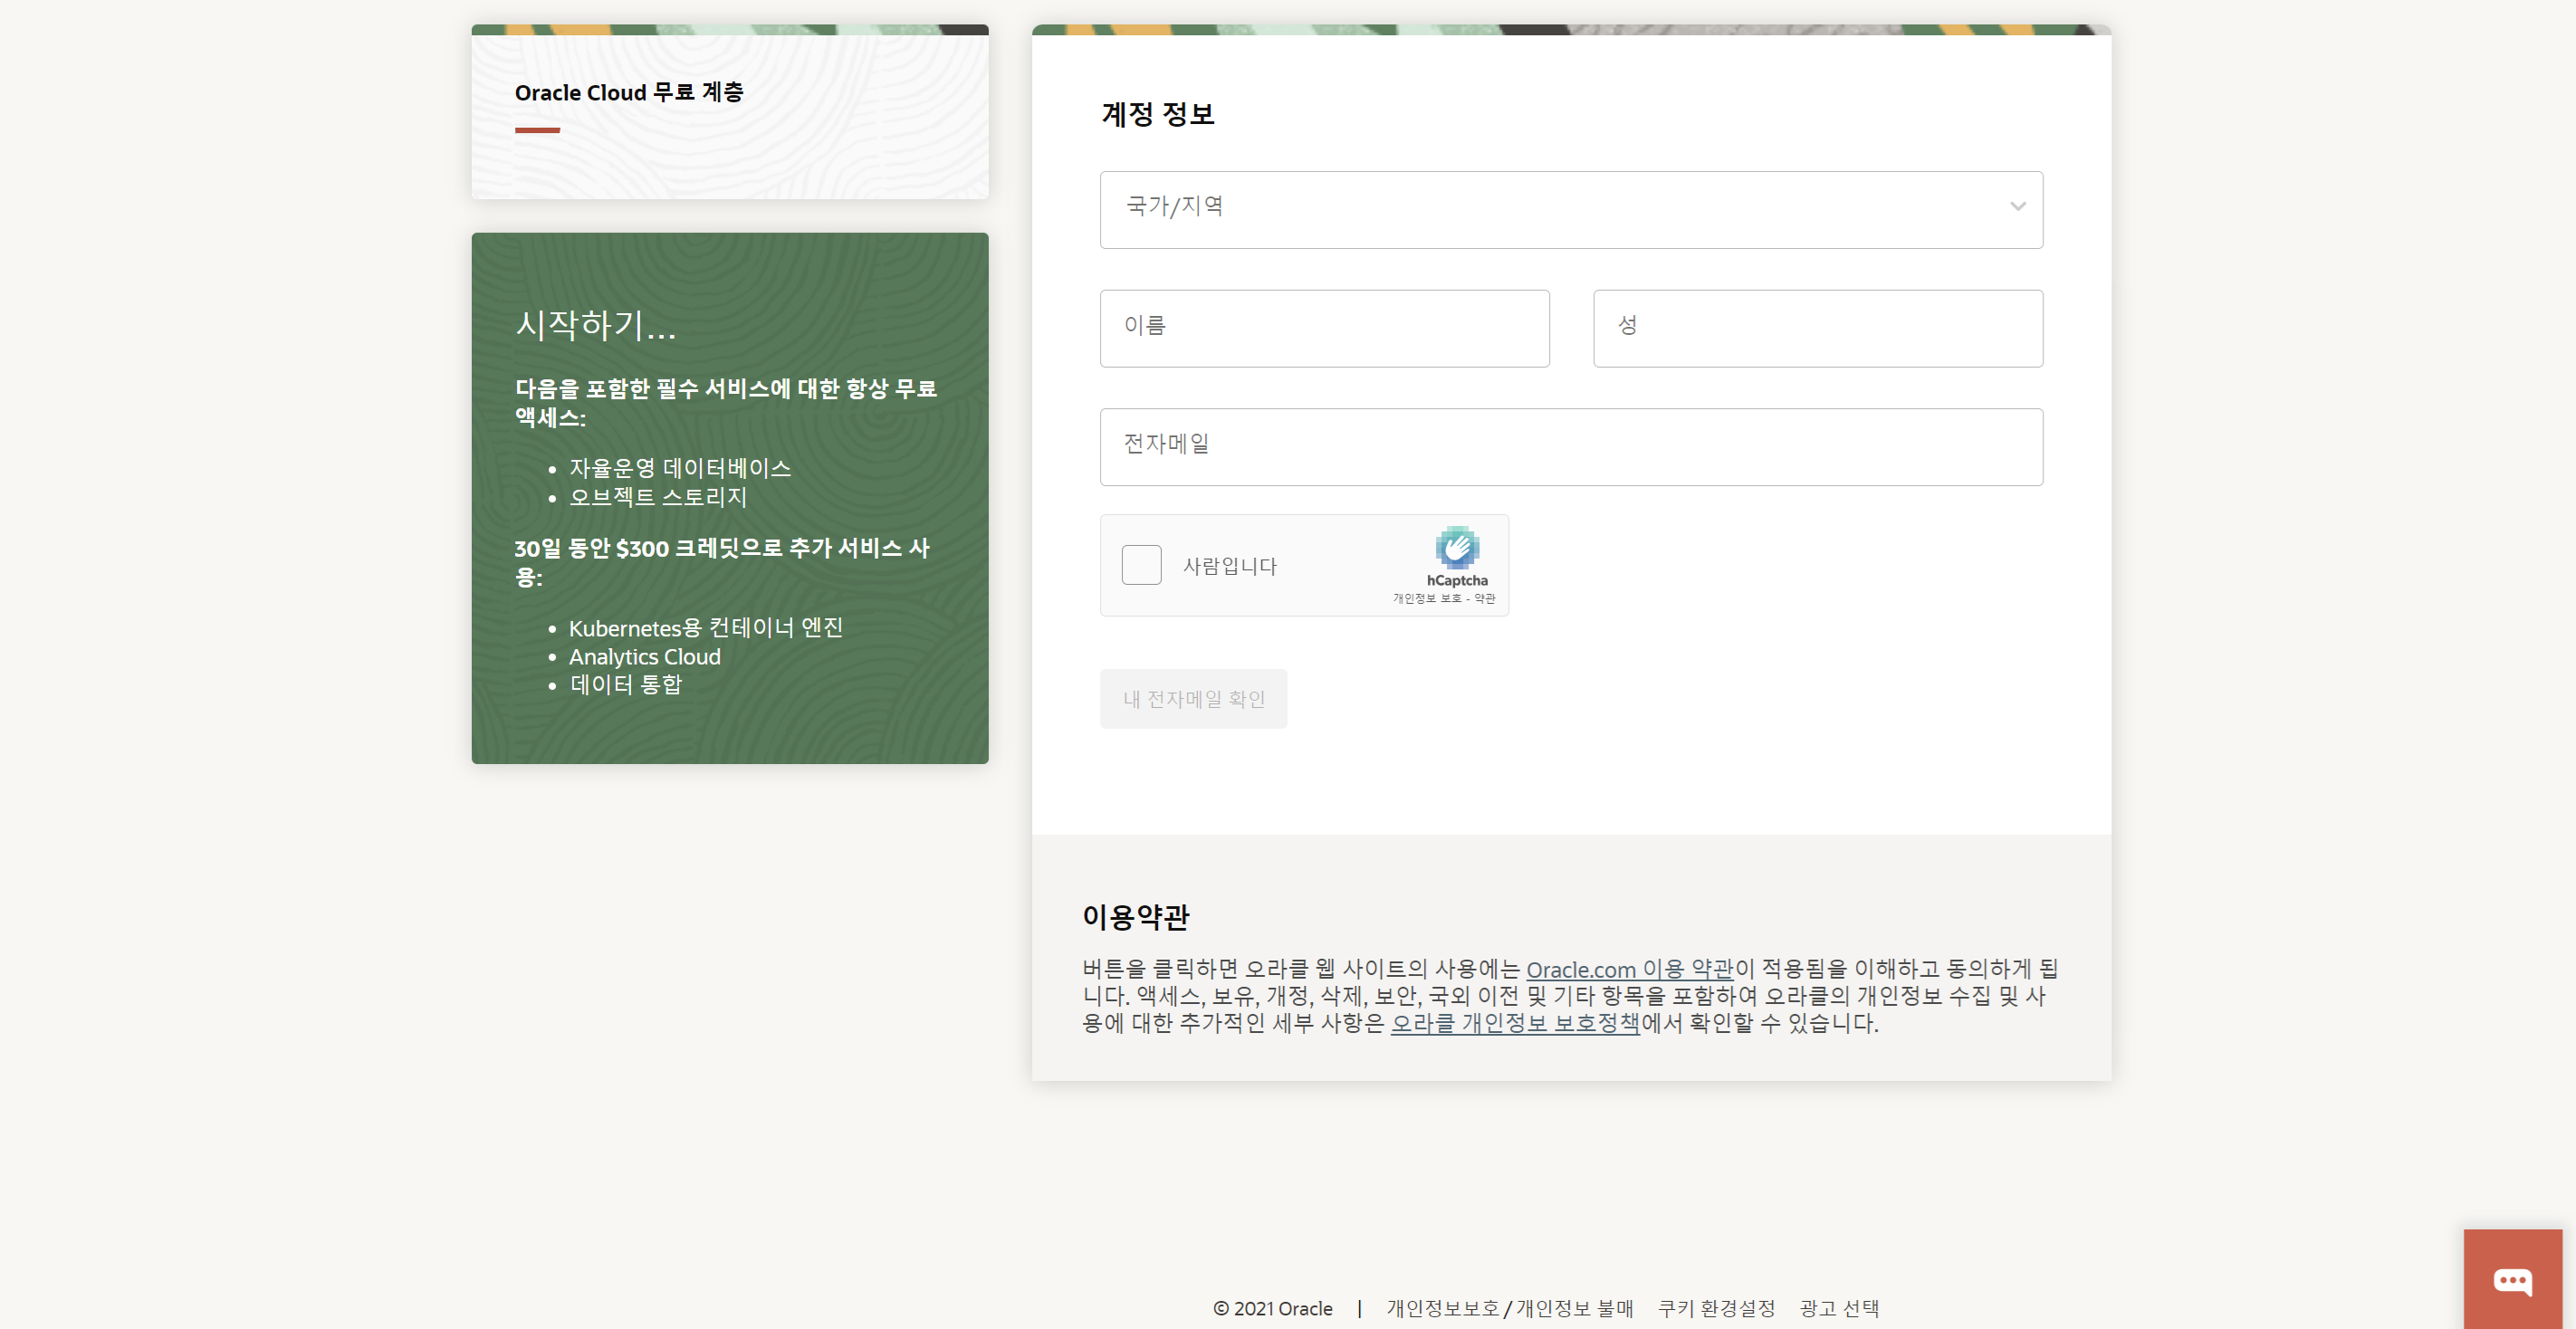 Oracle Cloud 무료 계층
시작하기...
다음을 포함한 필수 서비스에 대한 항상 무료
액세스:
• 자율운영 데이터베이스
• 오브젝트 스토리지
30일 동안 $300 크레딧으로 추가 서비스 사
용:
• Kubernetes용 컨테이너 엔진
• Analytics Cloud
• 데이터 통합
계정 정보
국가/지역
이름
성
전자메일
사람입니다
hCaptcha
개인정보 보호 - 약관
내 전자메일 확인
이용약관
버튼을 클릭하면 오라클 웹 사이트의 사용에는 Oracle.com 이용 약관이 적용됨을 이해하고 동의하게 됩
니다. 액세스, 보유, 개정, 삭제, 보안, 국외 이전 및 기타 항목을 포함하여 오라클의 개인정보 수집 및 사
용에 대한 추가적인 세부 사항은 오라클 개인정보 보호정책에서 확인할 수 있습니다.
© 2021 Oracle | 개인정보보호/개인정보 불매 쿠키 환경설정 광고 선택